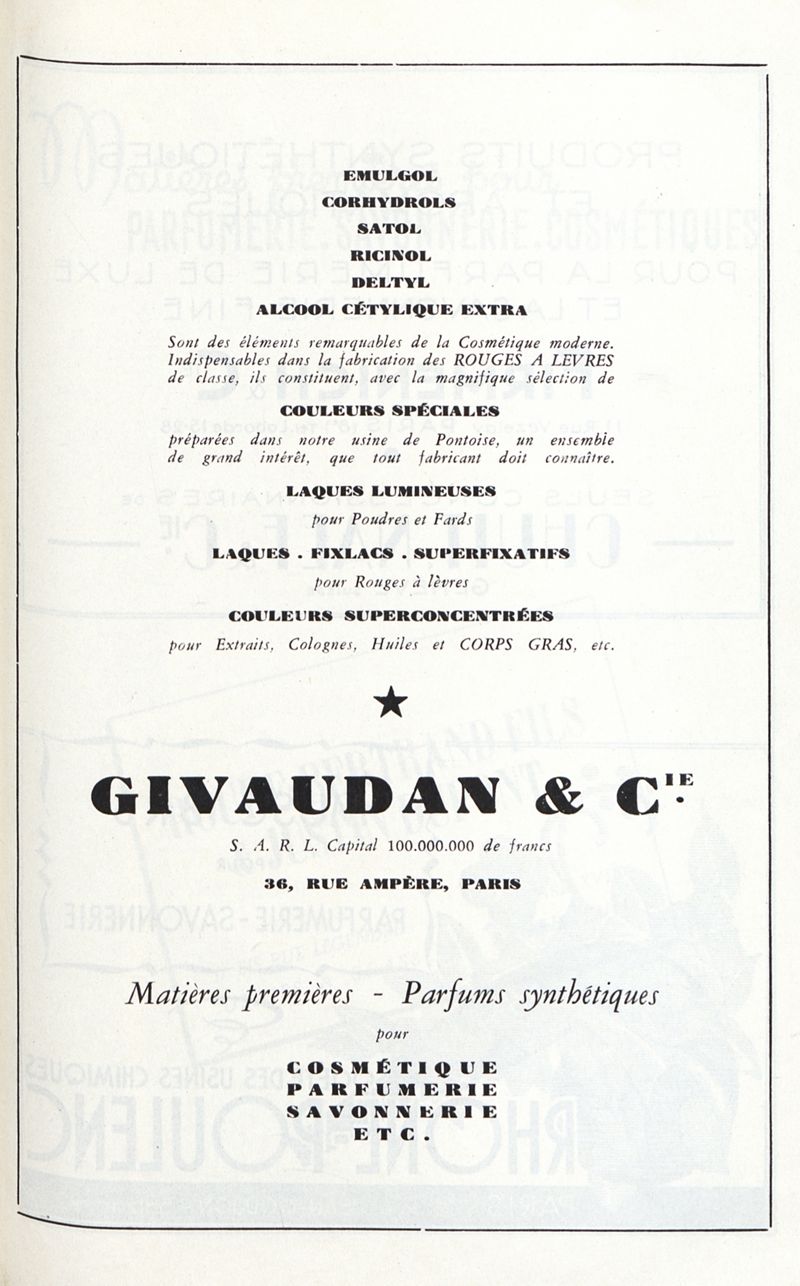 EMULGOL
CORHYDROLS
SATOL
RICINOL
DELTYL
ALCOOL CÉTYLIQUE EXTRA
Sont des éléments remarquables de la Cosmétique moderne.
Indispensables dans la fabrication des ROUGES A LEVRES
de classe, ils constituent, avec la magnifique sélection de
COULEURS SPÉCIALES
préparées dans notre usine de Pontoise, un ensemble
de grand intérêt, que tout fabricant doit connaître.
LAQUES LUMINEUSES
pour Poudres et Fards
LAQUES . FIXLACS . SUPERFIXATIFS
pour Rouges à lèvres
COULEURS SUPERCONCENTRÉES
pour Extraits, Colognes, Huiles et CORPS GRAS, etc.
GIVAUDAN & CIE.
S. A. R. L. Capital 100.000.000 de francs
36, RUE AMPÈRE, PARIS
Matières premières - Parfums synthétiques
pour
COSMÉTIQUE
PARFUMERIE
SAVONNERIE
ETC.